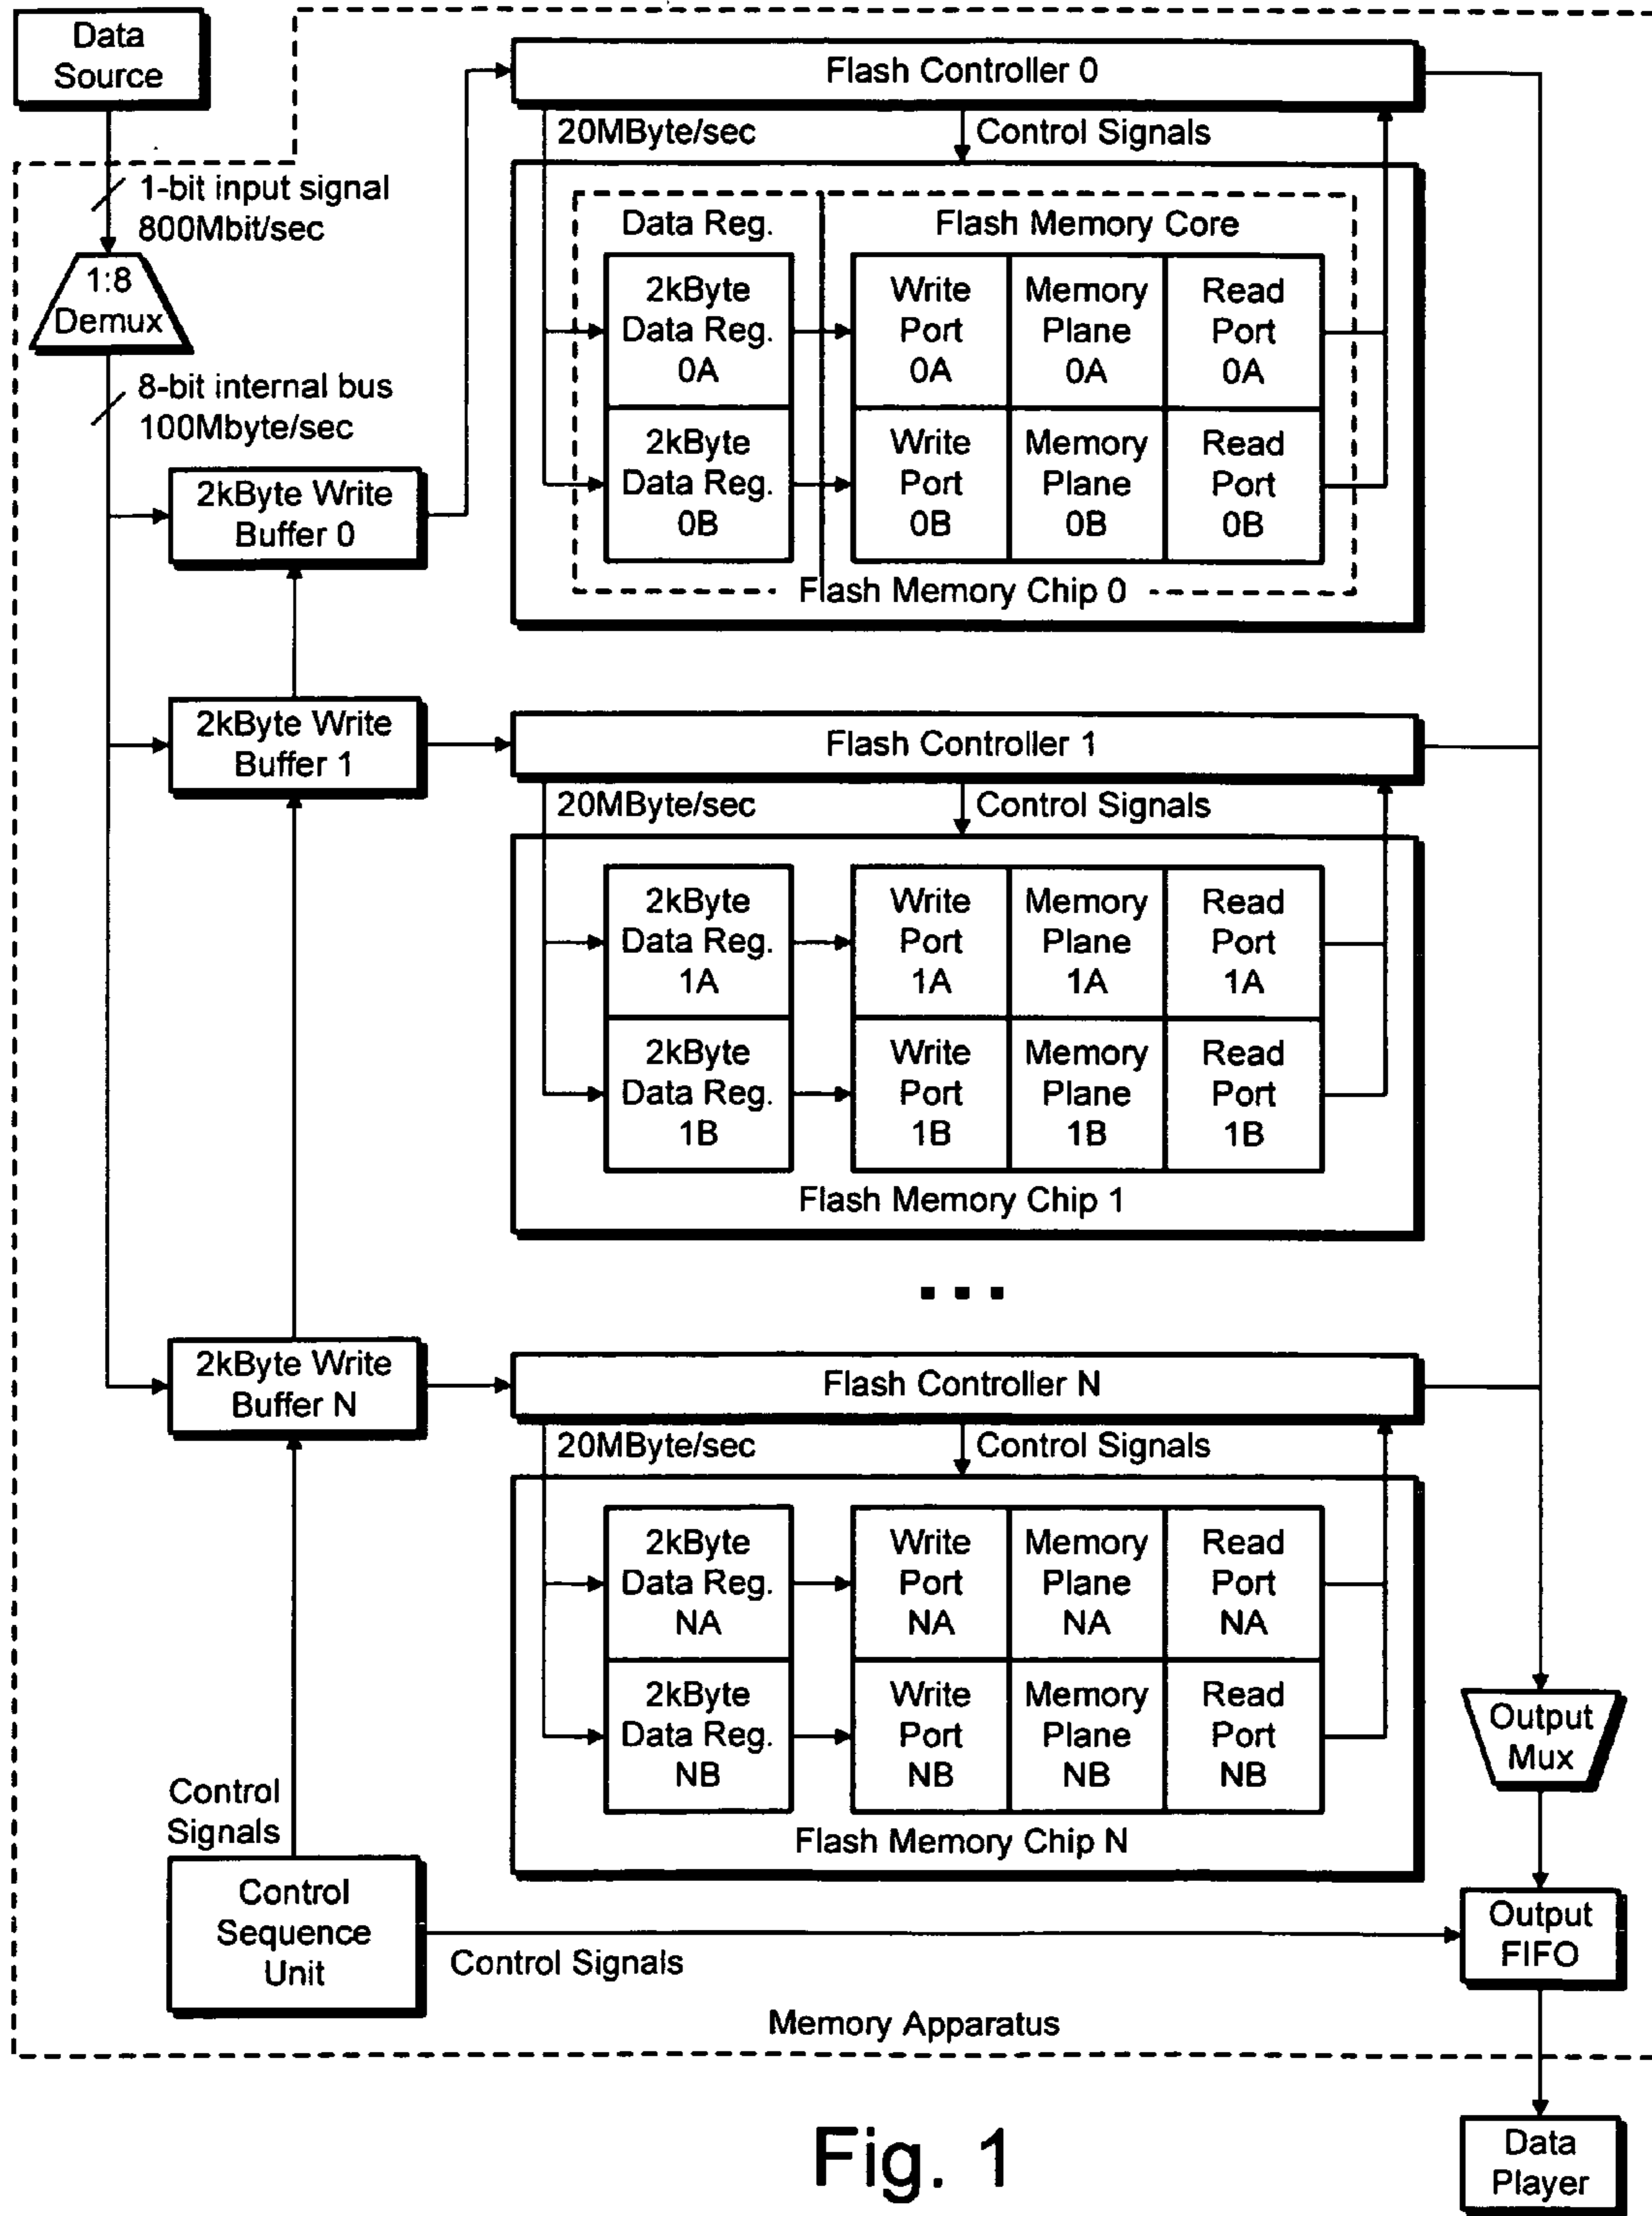 Data
Source
1-bit input signal
800Mbit/sec
1:8
Demux
8-bit internal bus
100Mbyte/sec
2kByte Write
Buffer 0
Flash Controller 0
20MByte/sec
Control Signals
Data Reg.
Flash Memory Core
2kByte
Data Reg.
0A
Write
Port
0A
Memory
Plane
0A
Read
Port
0A
2kByte
Data Reg.
0B
Write
Port
0B
Memory
Plane
0B
Read
Port
0B
Flash Memory Chip 0
2kByte Write
Buffer 1
Flash Controller 1
20MByte/sec
Control Signals
2kByte
Data Reg.
1A
Write
Port
1A
Memory
Plane
1A
Read
Port
1A
2kByte
Data Reg.
1B
Write
Port
1B
Memory
Plane
1B
Read
Port
1B
Flash Memory Chip 1
...
2kByte Write
Buffer N
Flash Controller N
20MByte/sec
Control Signals
2kByte
Data Reg.
NA
Write
Port
NA
Memory
Plane
NA
Read
Port
NA
2kByte
Data Reg.
NB
Write
Port
NB
Memory
Plane
NB
Read
Port
NB
Flash Memory Chip N
Control
Signals
Control
Sequence
Unit
Control Signals
Output
Mux
Output
FIFO
Memory Apparatus
Data
Player
Fig. 1